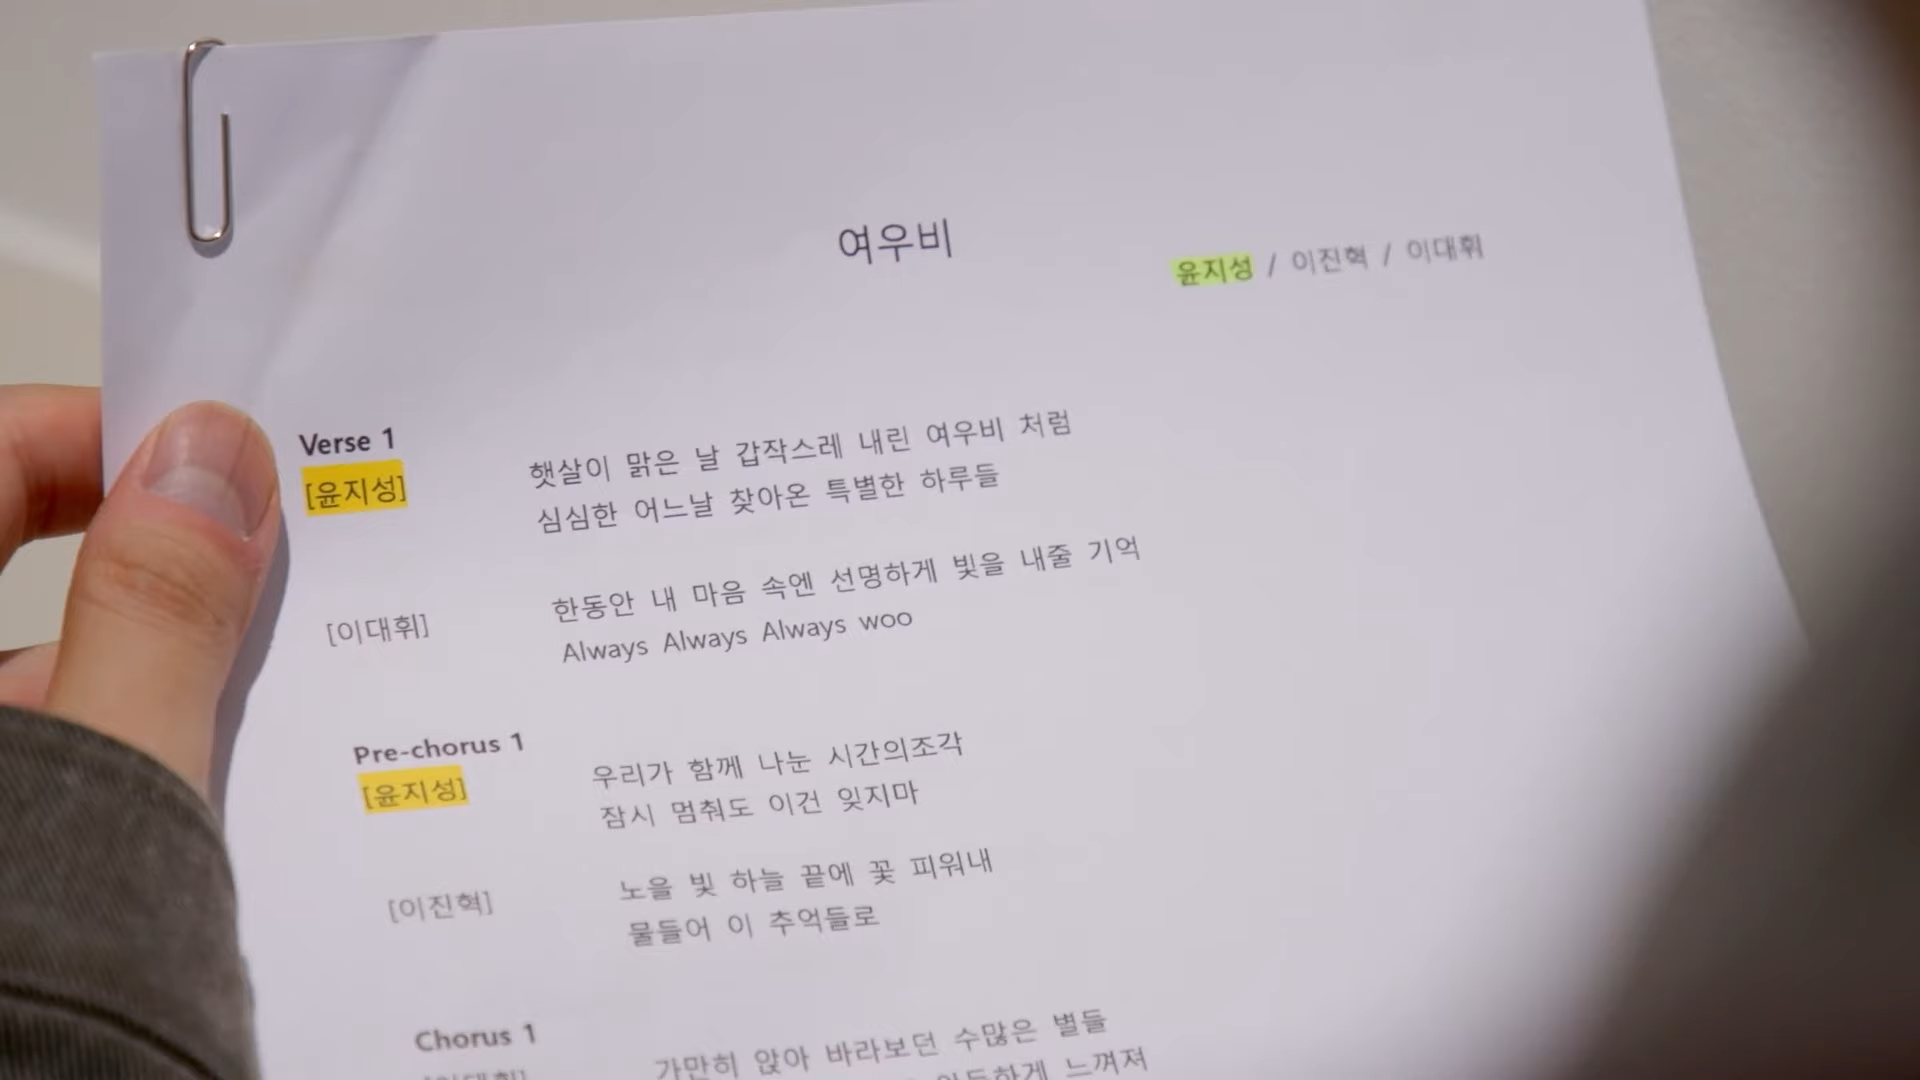 여우비
윤지성 / 이진혁 / 이대휘
Verse 1
[윤지성]
햇살이 맑은 날 갑작스레 내린 여우비 처럼
심심한 어느날 찾아온 특별한 하루들
[이대휘]
한동안 내 마음 속엔 선명하게 빛을 내줄 기억
Always Always Always woo
Pre-chorus 1
[윤지성]
우리가 함께 나눈 시간의조각
잠시 멈춰도 이건 잊지마
[이진혁]
노을 빛 하늘 끝에 꽃 피워내
물들어 이 추억들로
Chorus 1
가만히 앉아 바라보던 수많은 별들
느껴져